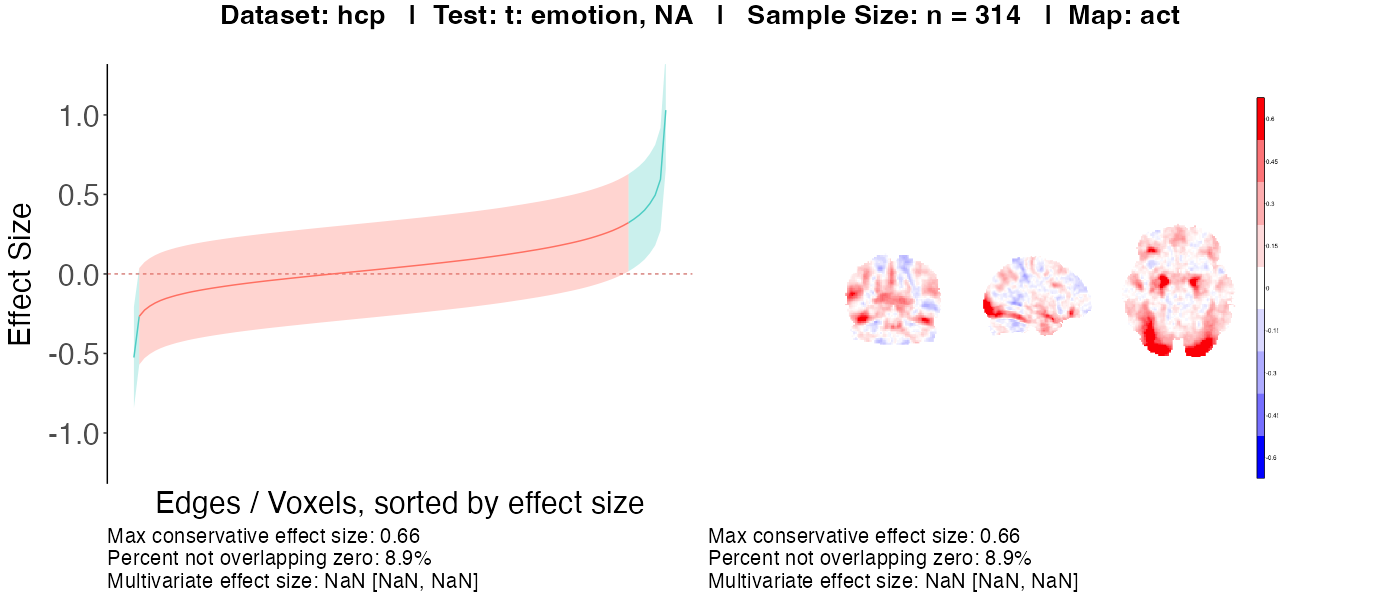 Dataset: hcp | Test: t: emotion, NA | Sample Size: n = 314 | Map: act
Effect Size
1.0
0.5
0.0
-0.5
-1.0
Edges / Voxels, sorted by effect size
Max conservative effect size: 0.66
Percent not overlapping zero: 8.9%
Multivariate effect size: NaN [NaN, NaN]
0.6
0.45
0.3
0.15
0
-0.3
-0.6
Max conservative effect size: 0.66
Percent not overlapping zero: 8.9%
Multivariate effect size: NaN [NaN, NaN]